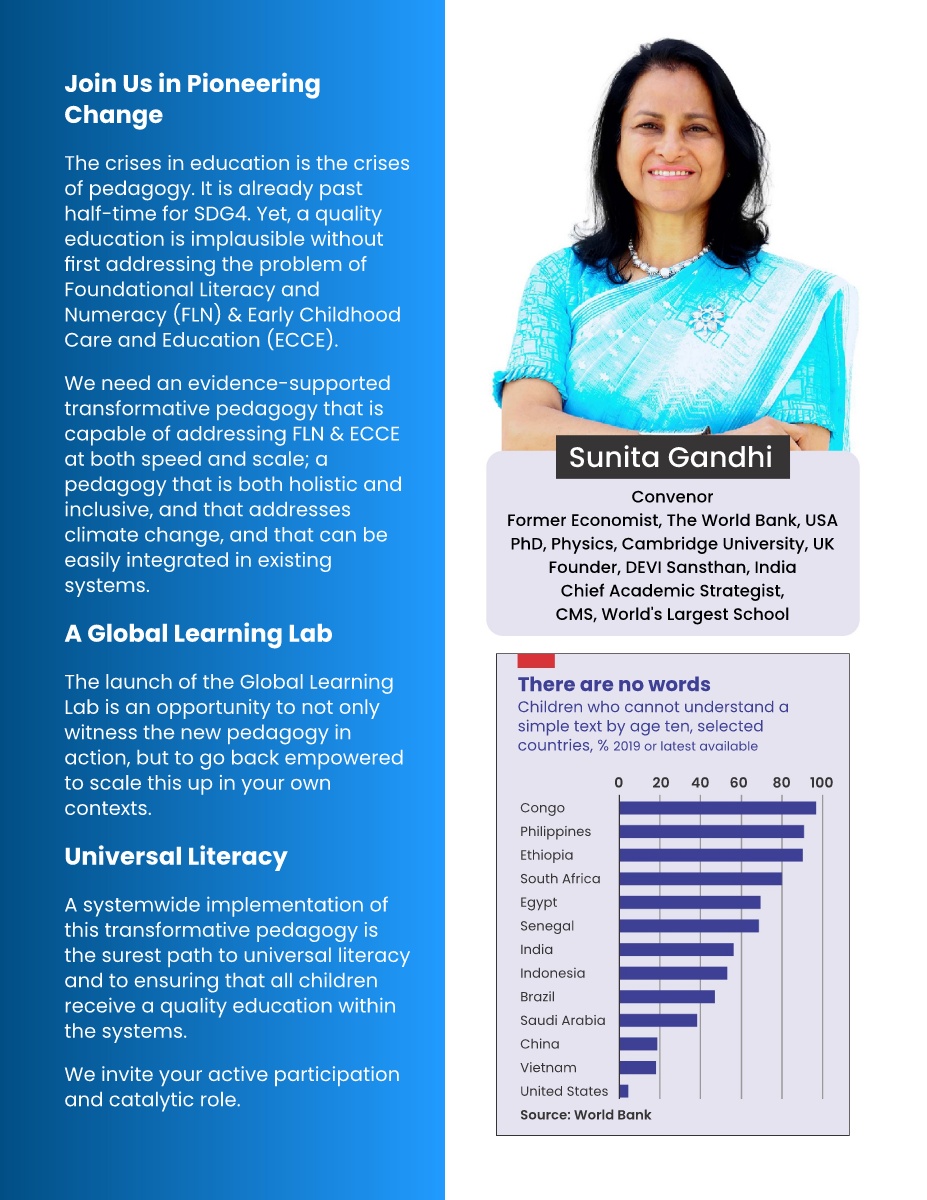 Join Us in Pioneering
Change
The crises in education is the crises
of pedagogy. It is already past
half-time for SDG4. Yet, a quality
education is implausible without
first addressing the problem of
Foundational Literacy and
Numeracy (FLN) & Early Childhood
Care and Education (ECCE).
We need an evidence-supported
transformative pedagogy that is
capable of addressing FLN & ECCE
at both speed and scale; a
pedagogy that is both holistic and
inclusive, and that addresses
climate change, and that can be
easily integrated in existing
systems.
A Global Learning Lab
The launch of the Global Learning
Lab is an opportunity to not only
witness the new pedagogy in
action, but to go back empowered
to scale this up in your own
contexts.
Universal Literacy
A systemwide implementation of
this transformative pedagogy is
the surest path to universal literacy
and to ensuring that all children
receive a quality education within
the systems.
We invite your active participation
and catalytic role.
Sunita Gandhi
Convenor
Former Economist, The World Bank, USA
PhD, Physics, Cambridge University, UK
Founder, DEVI Sansthan, India
Chief Academic Strategist,
CMS, World's Largest School
There are no words
Children who cannot understand a
simple text by age ten, selected
countries, % 2019 or latest available
0 20 40 60 80 100
Congo
Philippines
Ethiopia
South Africa
Egypt
Senegal
India
Indonesia
Brazil
Saudi Arabia
China
Vietnam
United States
Source: World Bank